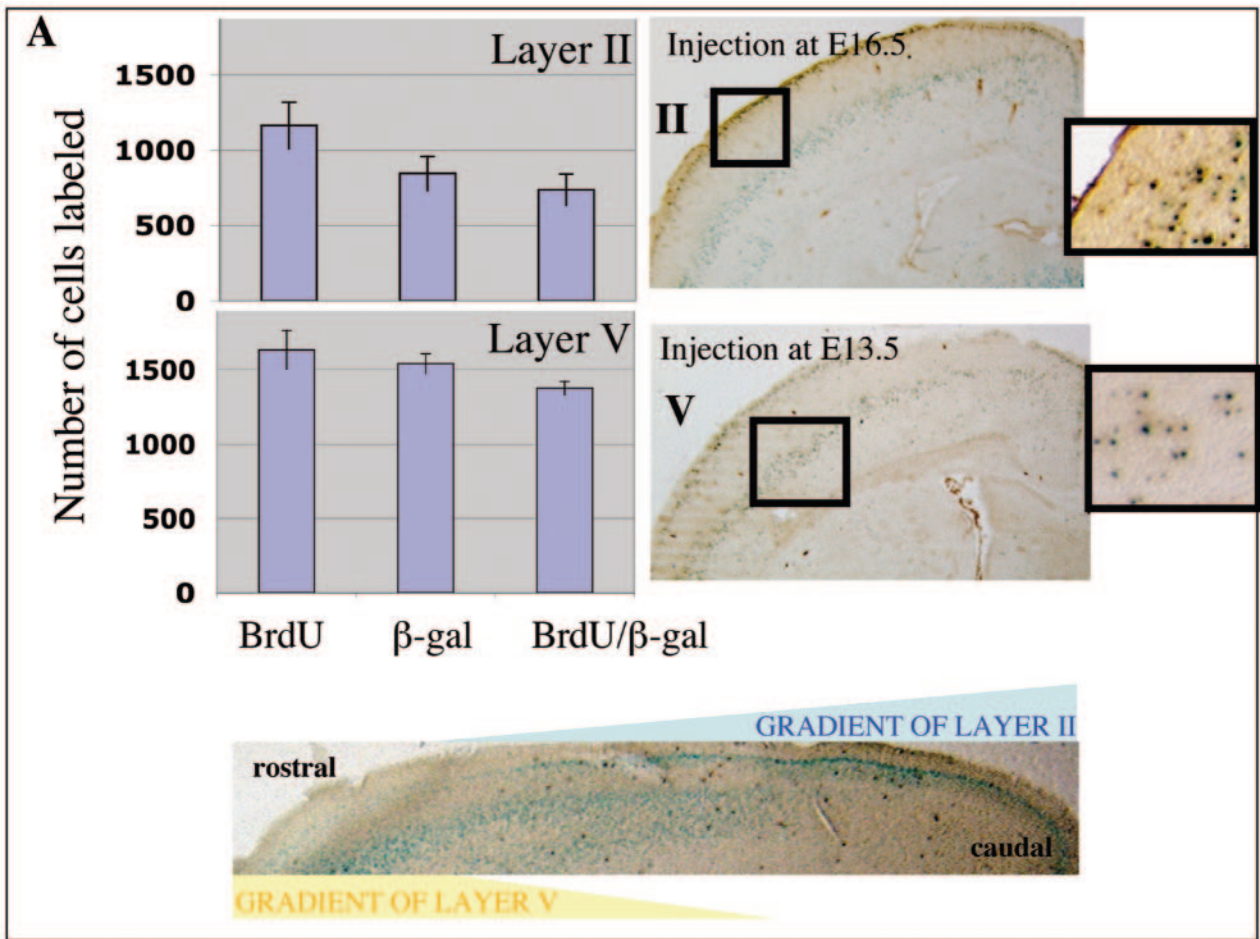 A
Number of cells labeled
Layer II
1500
1000
500
0
Layer V
1500
1000
500
0
BrdU
β-gal
BrdU/β-gal
Injection at E16.5
II
Injection at E13.5
V
GRADIENT OF LAYER II
rostral
caudal
GRADIENT OF LAYER V